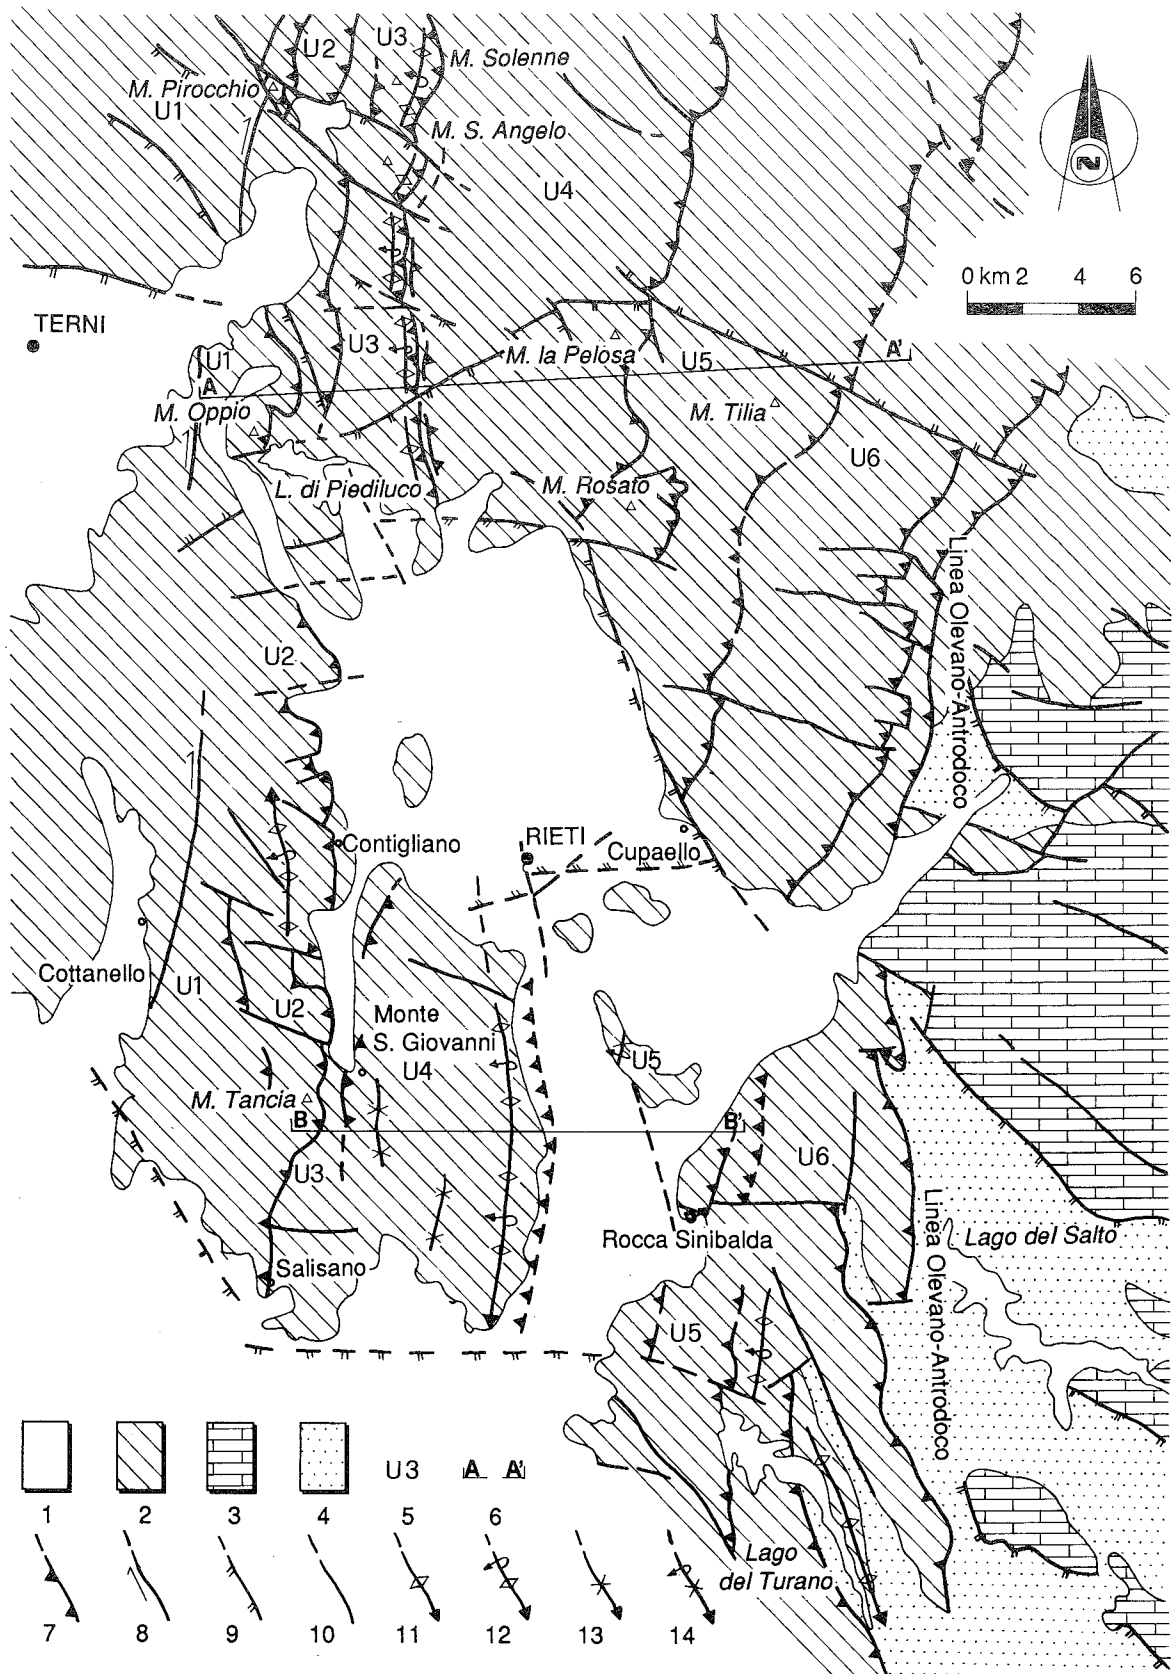 U2
U3
M. Solenne
M. Pirocchio
U1
M. S. Angelo
U4
N
0 km 2 4 6
TERNI
U1
U3
M. la Pelosa
U5
A'
A
M. Oppio
M. Tilia
U6
L. di Piediluco
M. Rosato
Linea Olevano-Antrodoco
U2
Contigliano
RIETI
Cupaello
Cottanello
U1
U2
Monte
S. Giovanni
U4
U5
M. Tancia
B
B'
U6
U3
Rocca Sinibalda
Lago del Salto
Salisano
Linea Olevano-Antrodoco
U5
U3
A A'
1 2 3 4 5 6
Lago
del Turano
7 8 9 10 11 12 13 14